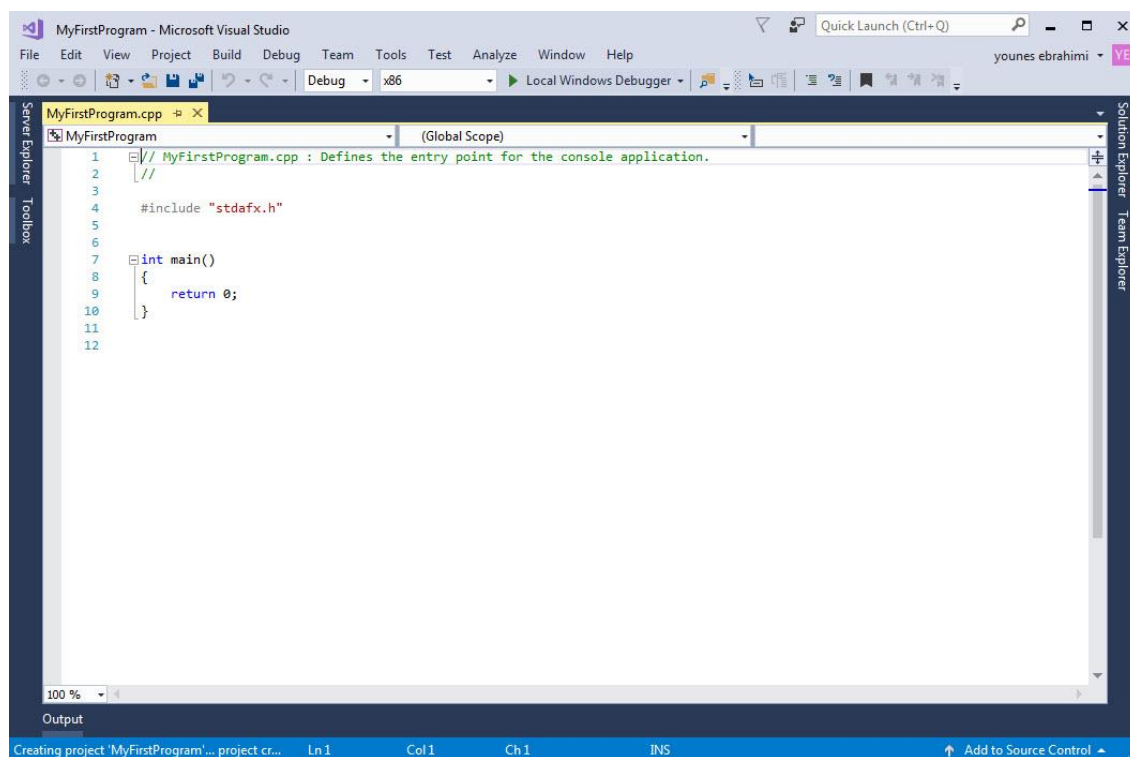 MyFirstProgram - Microsoft Visual Studio
Quick Launch (Ctrl+Q)
File Edit View Project Build Debug Team Tools Test Analyze Window Help
younes ebrahimi
YE
Debug
x86
Local Windows Debugger
Server Explorer
Toolbox
MyFirstProgram.cpp
MyFirstProgram
(Global Scope)
1 // MyFirstProgram.cpp : Defines the entry point for the console application.
2 //
3
4 #include "stdafx.h"
5
6
7 int main()
8 {
9 return 0;
10 }
11
12
Solution Explorer
Team Explorer
100 %
Output
Creating project 'MyFirstProgram'... project cr... Ln 1 Col 1 Ch 1 INS Add to Source Control